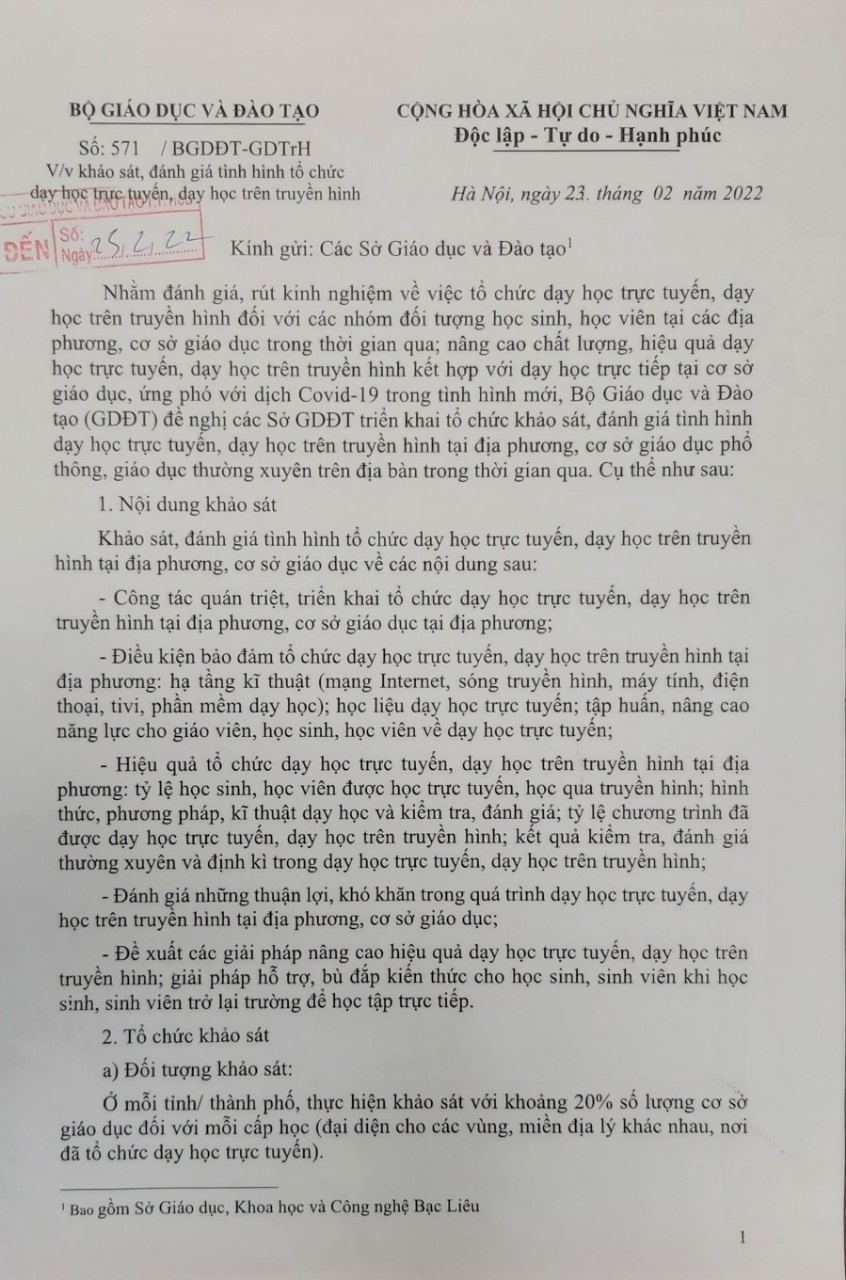 BỘ GIÁO DỤC VÀ ĐÀO TẠO
CỘNG HÒA XÃ HỘI CHỦ NGHĨA VIỆT NAM
Độc lập - Tự do - Hạnh phúc
Số: 571 / BGDĐT-GDTrH
V/v khảo sát, đánh giá tình hình tổ chức
dạy học trực tuyến, dạy học trên truyền hình
Hà Nội, ngày 23. tháng 02 năm 2022
ĐẾN
Số:
Ngày: 25/2/22
Kính gửi: Các Sở Giáo dục và Đào tạo¹
Nhằm đánh giá, rút kinh nghiệm về việc tổ chức dạy học trực tuyến, dạy
học trên truyền hình đối với các nhóm đối tượng học sinh, học viên tại các địa
phương, cơ sở giáo dục trong thời gian qua; nâng cao chất lượng, hiệu quả dạy
học trực tuyến, dạy học trên truyền hình kết hợp với dạy học trực tiếp tại cơ sở
giáo dục, ứng phó với dịch Covid-19 trong tình hình mới, Bộ Giáo dục và Đào
tạo (GDĐT) đề nghị các Sở GDĐT triển khai tổ chức khảo sát, đánh giá tình hình
dạy học trực tuyến, dạy học trên truyền hình tại địa phương, cơ sở giáo dục phổ
thông, giáo dục thường xuyên trên địa bàn trong thời gian qua. Cụ thể như sau:
1. Nội dung khảo sát
Khảo sát, đánh giá tình hình tổ chức dạy học trực tuyến, dạy học trên truyền
hình tại địa phương, cơ sở giáo dục về các nội dung sau:
- Công tác quán triệt, triển khai tổ chức dạy học trực tuyến, dạy học trên
truyền hình tại địa phương, cơ sở giáo dục tại địa phương;
- Điều kiện bảo đảm tổ chức dạy học trực tuyến, dạy học trên truyền hình tại
địa phương: hạ tầng kĩ thuật (mạng Internet, sóng truyền hình, máy tính, điện
thoại, tivi, phần mềm dạy học); học liệu dạy học trực tuyến; tập huấn, nâng cao
năng lực cho giáo viên, học sinh, học viên về dạy học trực tuyến;
- Hiệu quả tổ chức dạy học trực tuyến, dạy học trên truyền hình tại địa
phương: tỷ lệ học sinh, học viên được học trực tuyến, học qua truyền hình; hình
thức, phương pháp, kĩ thuật dạy học và kiểm tra, đánh giá; tỷ lệ chương trình đã
được dạy học trực tuyến, dạy học trên truyền hình; kết quả kiểm tra, đánh giá
thường xuyên và định kì trong dạy học trực tuyến, dạy học trên truyền hình;
- Đánh giá những thuận lợi, khó khăn trong quá trình dạy học trực tuyến, dạy
học trên truyền hình tại địa phương, cơ sở giáo dục;
- Đề xuất các giải pháp nâng cao hiệu quả dạy học trực tuyến, dạy học trên
truyền hình; giải pháp hỗ trợ, bù đắp kiến thức cho học sinh, sinh viên khi học
sinh, sinh viên trở lại trường để học tập trực tiếp.
2. Tổ chức khảo sát
a) Đối tượng khảo sát:
Ở mỗi tỉnh/ thành phố, thực hiện khảo sát với khoảng 20% số lượng cơ sở
giáo dục đối với mỗi cấp học (đại diện cho các vùng, miền địa lý khác nhau, nơi
đã tổ chức dạy học trực tuyến).
¹ Bao gồm Sở Giáo dục, Khoa học và Công nghệ Bạc Liêu
1